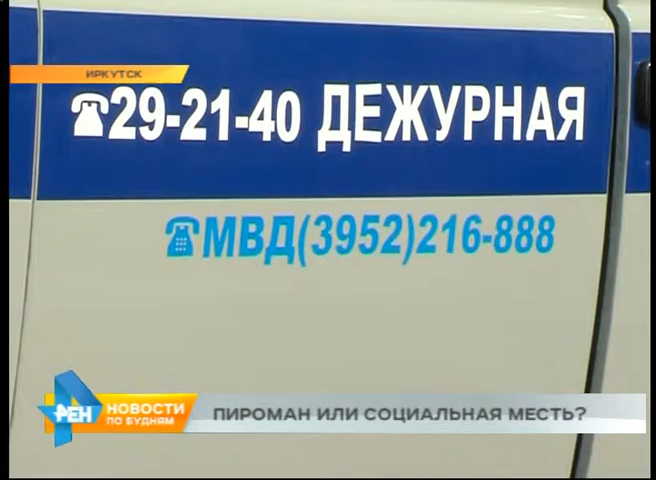 ИРКУТСК
☎29-21-40 ДЕЖУРНАЯ
☎МВД(3952)216-888
РЕН
НОВОСТИ
ПО БУДНЯМ
ПИРОМАН ИЛИ СОЦИАЛЬНАЯ МЕСТЬ?